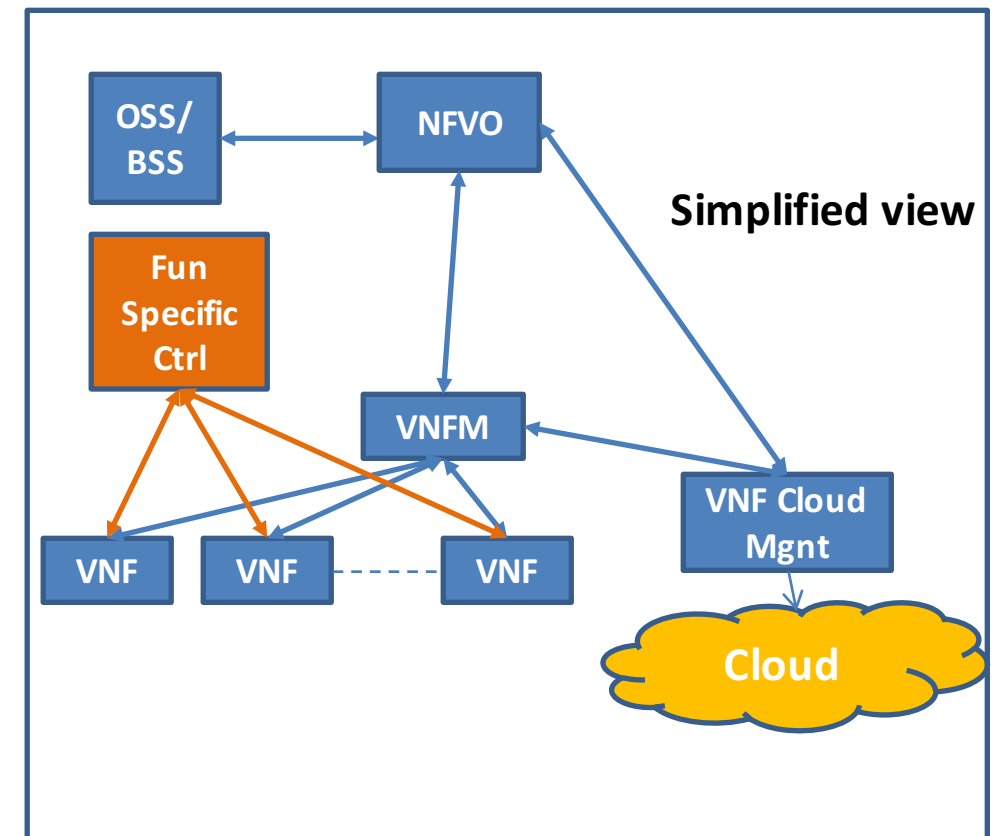 OSS/
BSS
NFVO
Simplified view
Fun
Specific
Ctrl
VNFM
VNF Cloud
Mgnt
VNF
VNF
VNF
Cloud